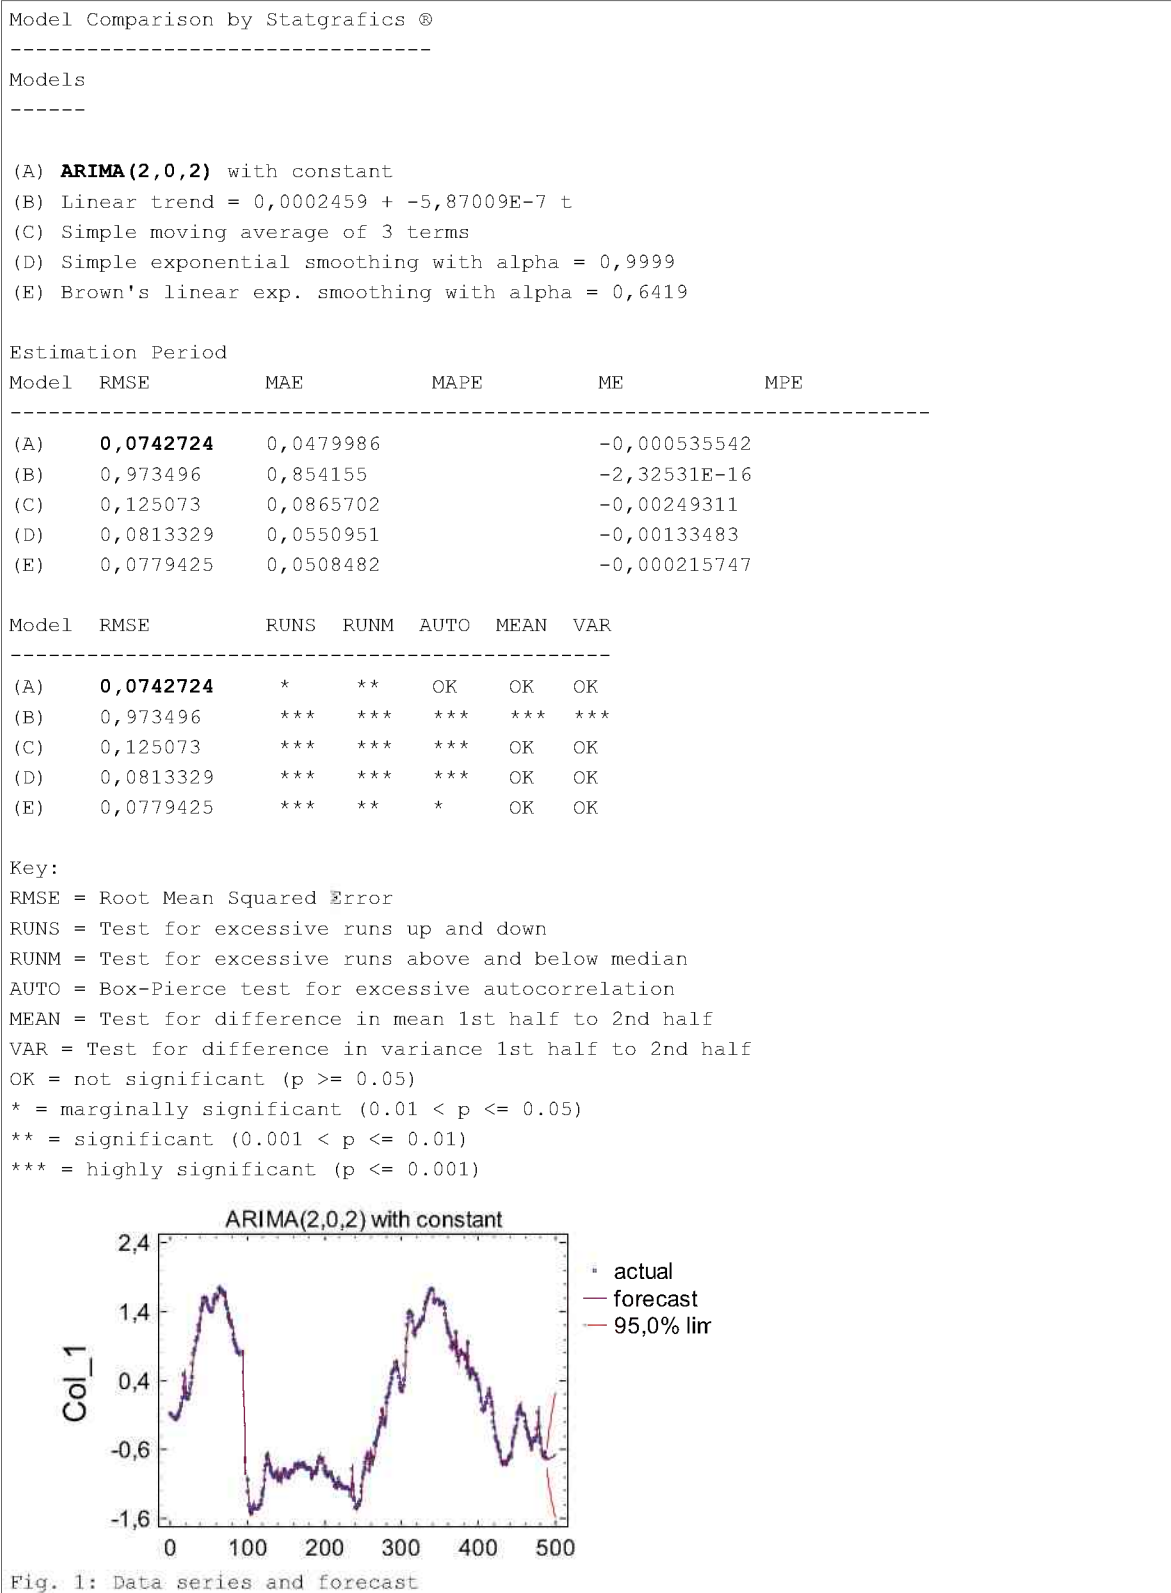 Model Comparison by Statgrafics ®
---------------------------------
Models
------
(A) ARIMA(2,0,2) with constant
(B) Linear trend = 0,0002459 + -5,87009E-7 t
(C) Simple moving average of 3 terms
(D) Simple exponential smoothing with alpha = 0,9999
(E) Brown's linear exp. smoothing with alpha = 0,6419
Estimation Period
Model RMSE MAE MAPE ME MPE
------------------------------------------------------------------------
(A) 0,0742724 0,0479986 -0,000535542
(B) 0,973496 0,854155 -2,32531E-16
(C) 0,125073 0,0865702 -0,00249311
(D) 0,0813329 0,0550951 -0,00133483
(E) 0,0779425 0,0508482 -0,000215747
Model RMSE RUNS RUNM AUTO MEAN VAR
-----------------------------------------------
(A) 0,0742724 * ** OK OK OK
(B) 0,973496 *** *** *** *** ***
(C) 0,125073 *** *** *** OK OK
(D) 0,0813329 *** *** *** OK OK
(E) 0,0779425 *** ** * OK OK
Key:
RMSE = Root Mean Squared Error
RUNS = Test for excessive runs up and down
RUNM = Test for excessive runs above and below median
AUTO = Box-Pierce test for excessive autocorrelation
MEAN = Test for difference in mean 1st half to 2nd half
VAR = Test for difference in variance 1st half to 2nd half
OK = not significant (p >= 0.05)
* = marginally significant (0.01 < p <= 0.05)
** = significant (0.001 < p <= 0.01)
*** = highly significant (p <= 0.001)
ARIMA(2,0,2) with constant
2,4
1,4
0,4
-0,6
-1,6
Col_1
0 100 200 300 400 500
actual
forecast
95,0% lim
Fig. 1: Data series and forecast